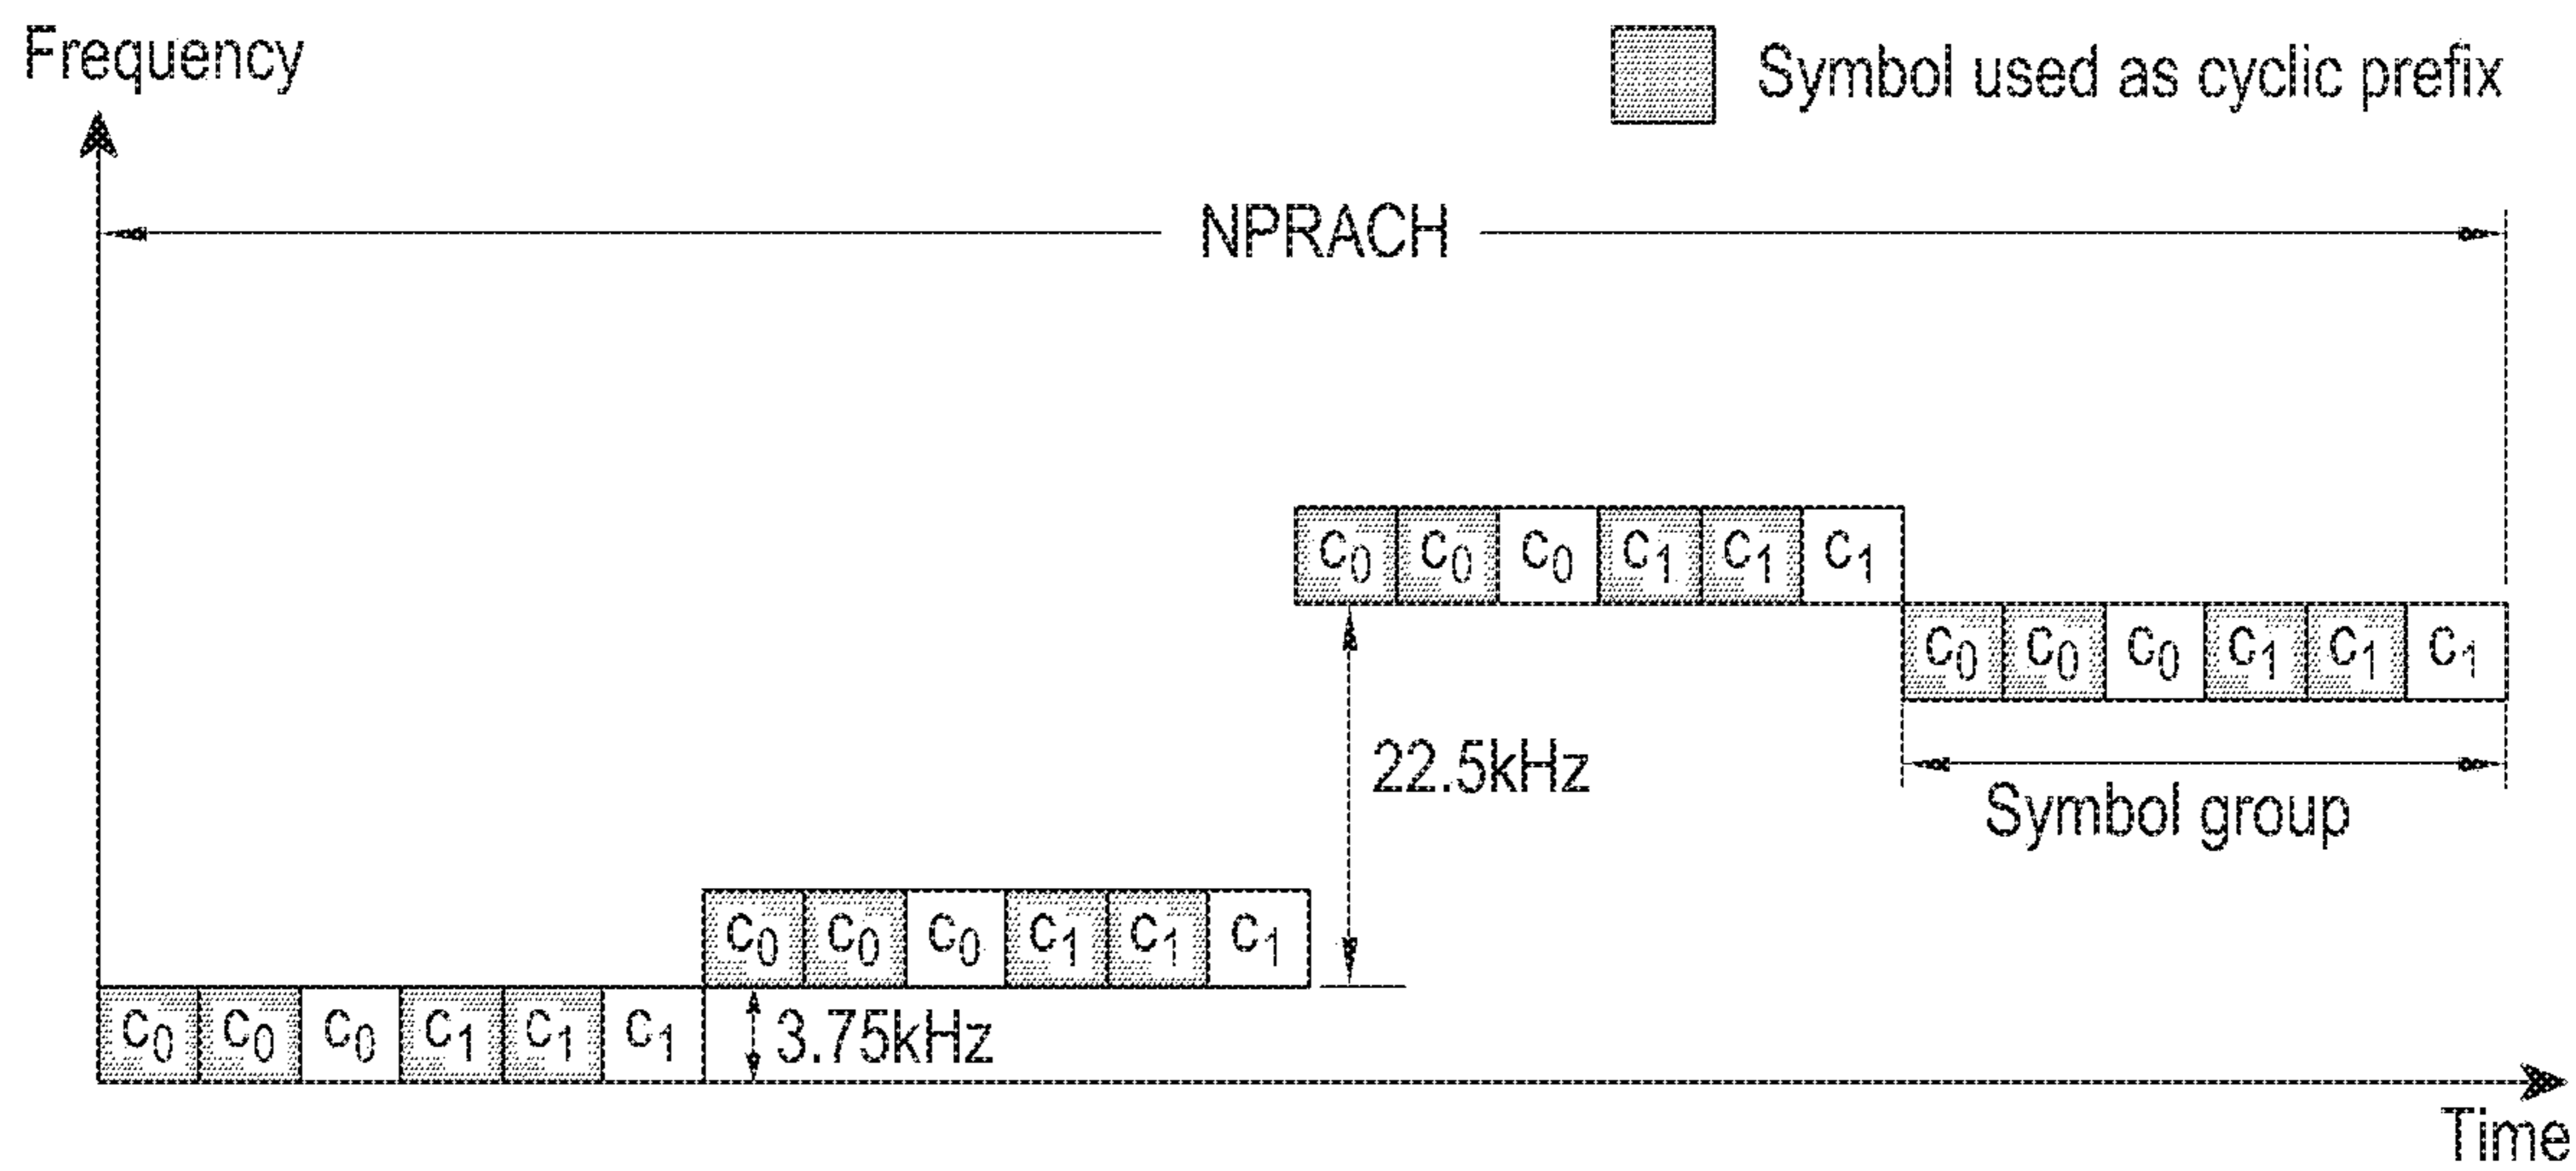 Frequency
Symbol used as cyclic prefix
NPRACH
c0 c0 c0 c1 c1 c1
c0 c0 c0 c1 c1 c1
22.5kHz
Symbol group
c0 c0 c0 c1 c1 c1
c0 c0 c0 c1 c1 c1
3.75kHz
Time